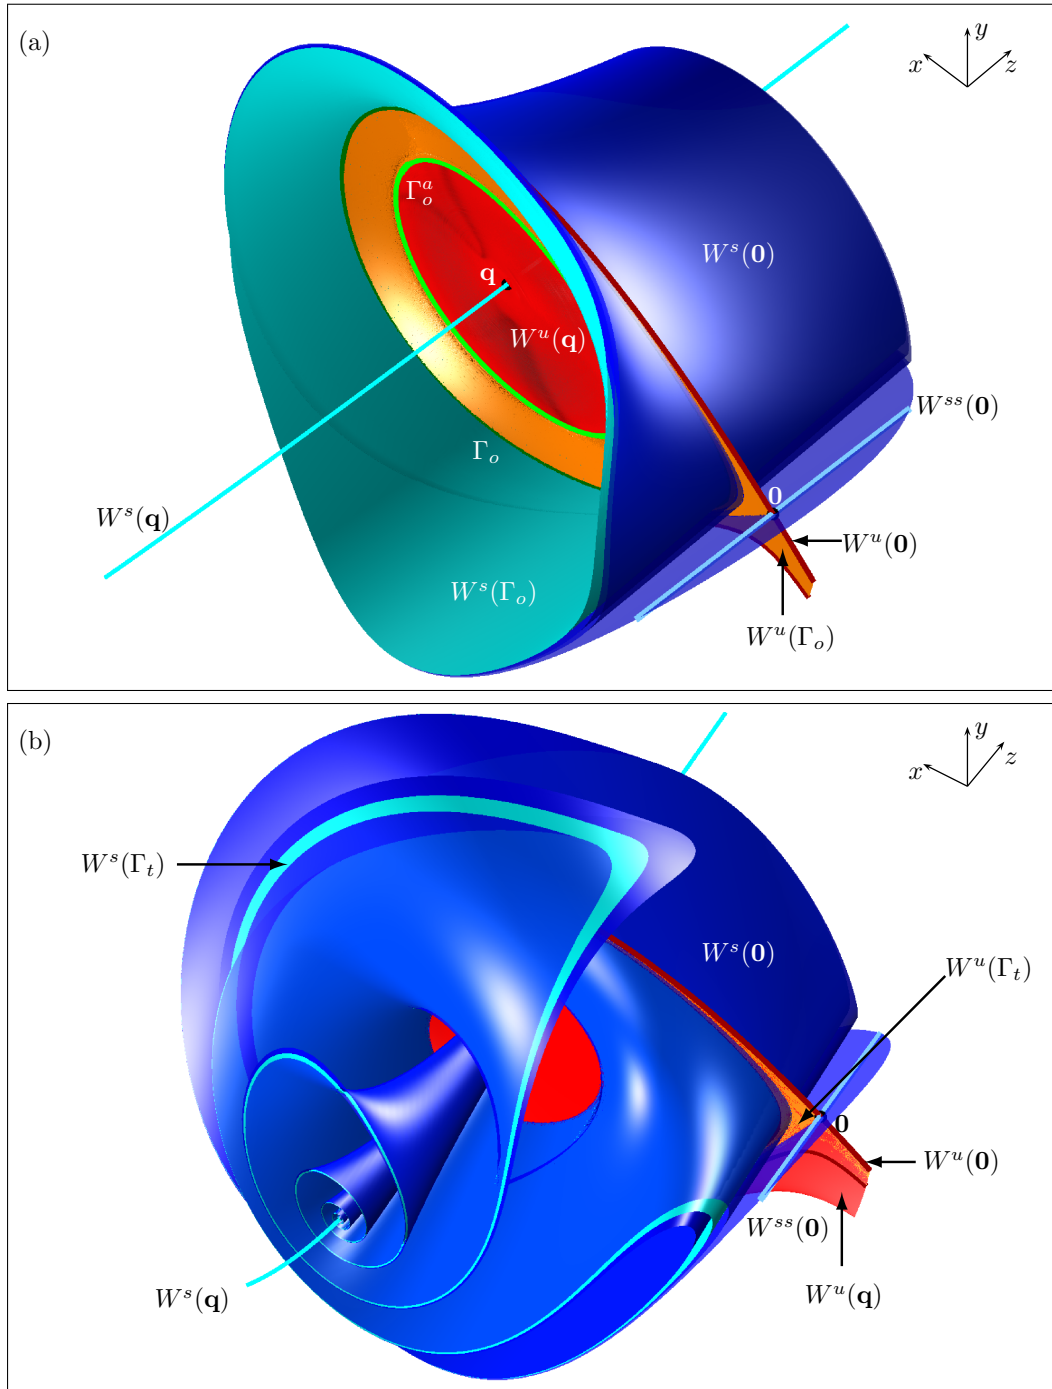 (a)
y
x
z
Γ_o^a
q
W^s(0)
W^u(q)
W^{ss}(0)
Γ_o
0
W^s(q)
W^u(0)
W^s(Γ_o)
W^u(Γ_o)
(b)
y
x
z
W^s(Γ_t)
W^s(0)
W^u(Γ_t)
0
W^u(0)
W^{ss}(0)
W^s(q)
W^u(q)